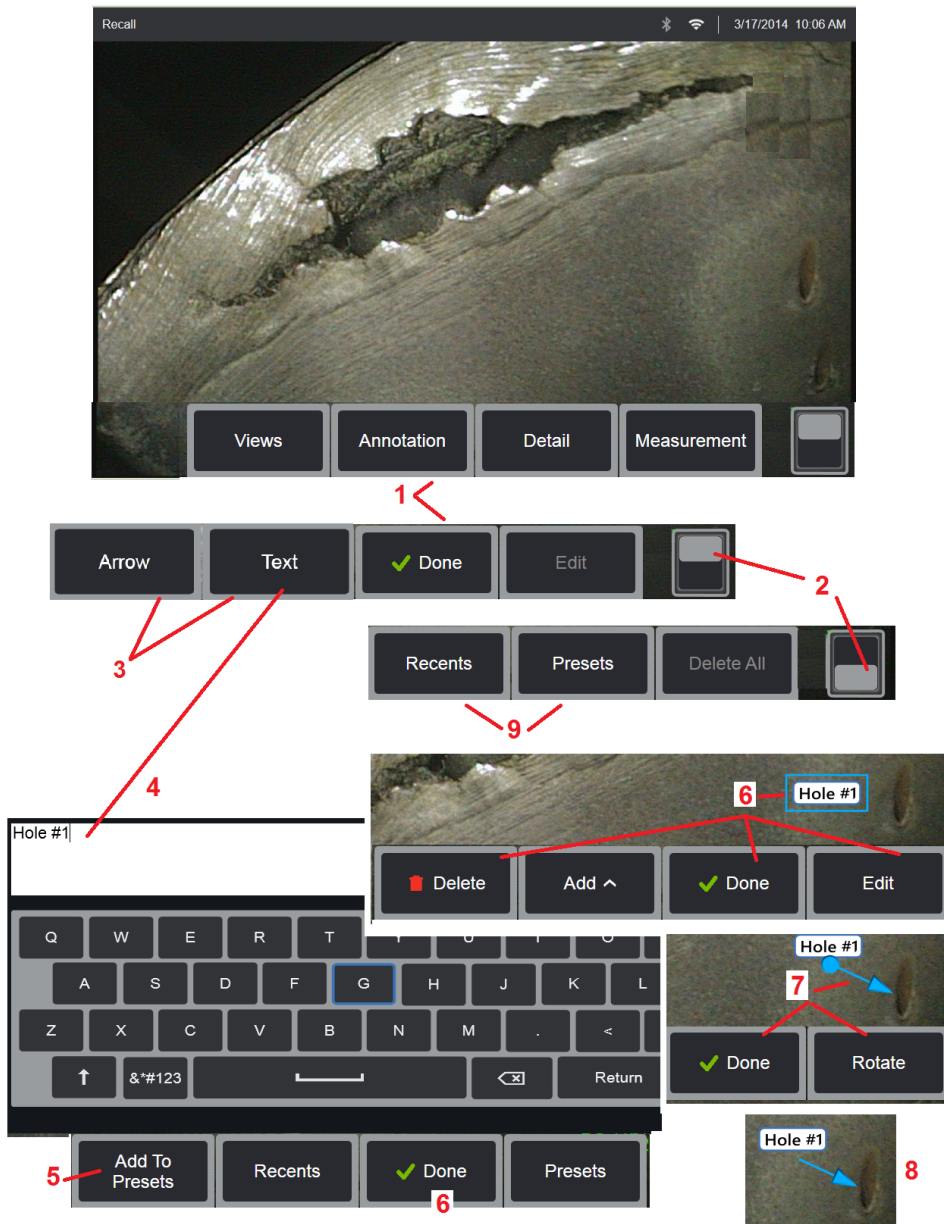 Recall 3/17/2014 10:06 AM
Views Annotation Detail Measurement
1
Arrow Text Done Edit
2
3
Recents Presets Delete All
9
4
6 Hole #1
Hole #1
Delete Add Done Edit
Q W E R T Y U I O
Hole #1
A S D F G H J K L
7
Z X C V B N M . <
Done Rotate
&*#123 Return
Hole #1
Add To
Presets
5 Recents Done Presets 8
6